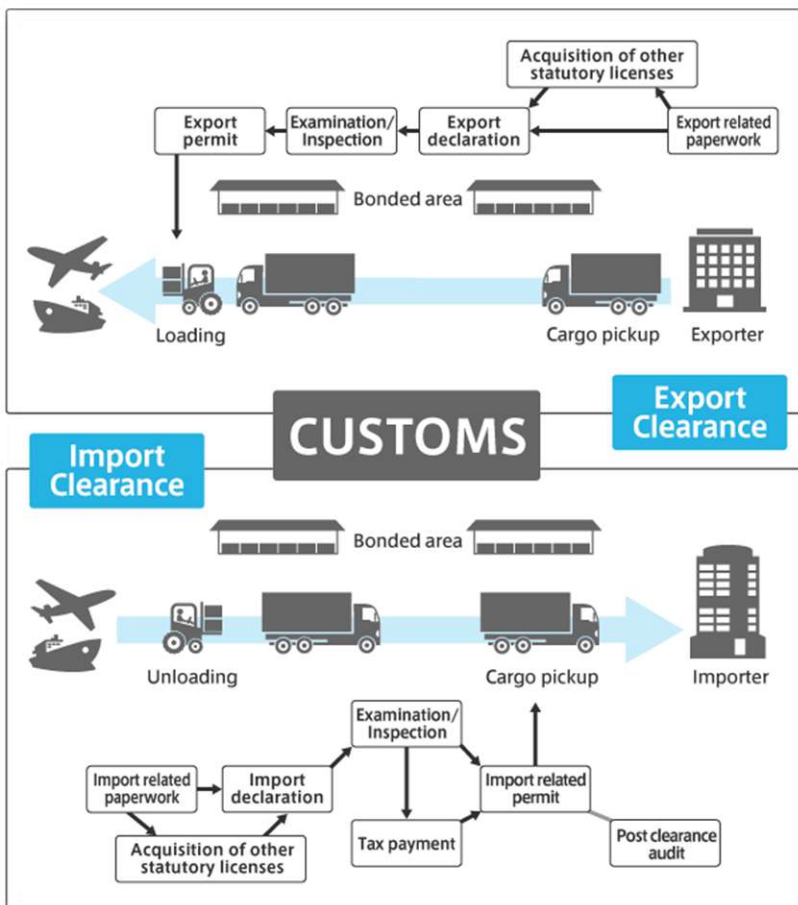 Acquisition of other
statutory licenses
Export
permit
Examination/
Inspection
Export
declaration
Export related
paperwork
Bonded area
Loading
Cargo pickup
Exporter
Export
Clearance
CUSTOMS
Import
Clearance
Bonded area
Unloading
Cargo pickup
Importer
Examination/
Inspection
Import related
paperwork
Import
declaration
Import related
permit
Acquisition of other
statutory licenses
Tax payment
Post clearance
audit